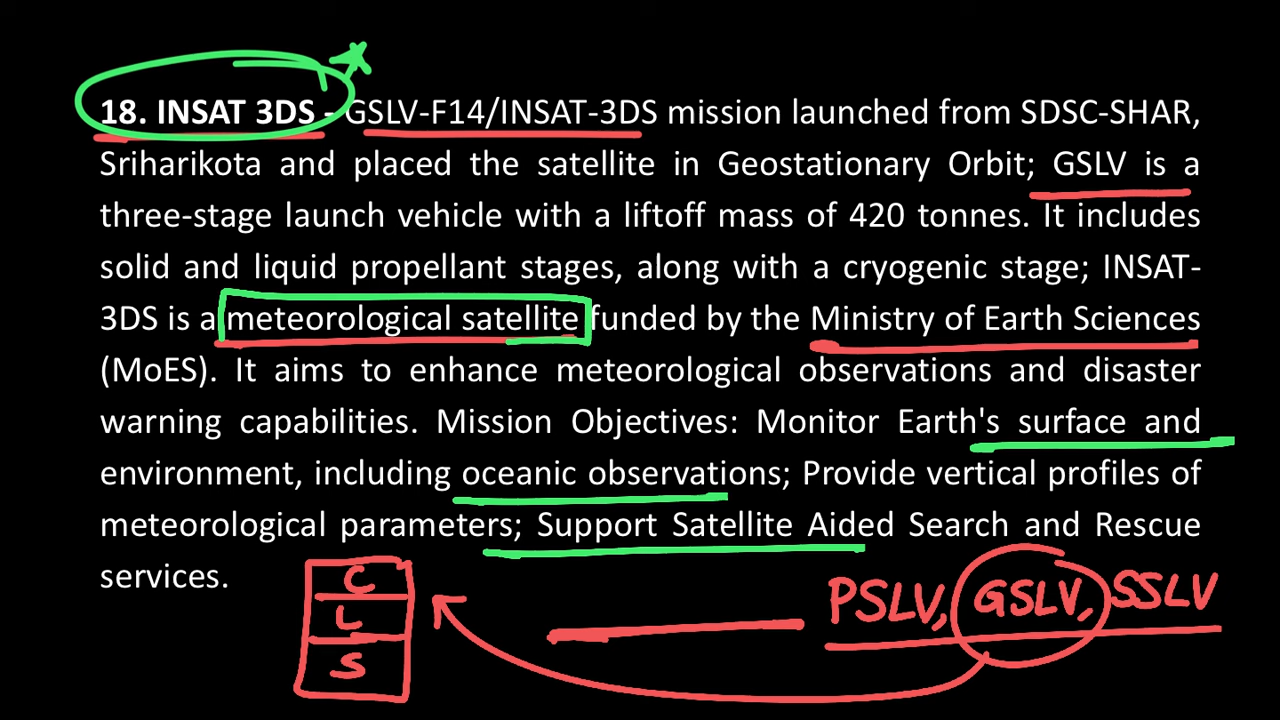 18. INSAT 3DS - GSLV-F14/INSAT-3DS mission launched from SDSC-SHAR,
Sriharikota and placed the satellite in Geostationary Orbit; GSLV is a
three-stage launch vehicle with a liftoff mass of 420 tonnes. It includes
solid and liquid propellant stages, along with a cryogenic stage; INSAT-
3DS is a meteorological satellite funded by the Ministry of Earth Sciences
(MoES). It aims to enhance meteorological observations and disaster
warning capabilities. Mission Objectives: Monitor Earth's surface and
environment, including oceanic observations; Provide vertical profiles of
meteorological parameters; Support Satellite Aided Search and Rescue
services.
C
L
S
PSLV, GSLV, SSLV